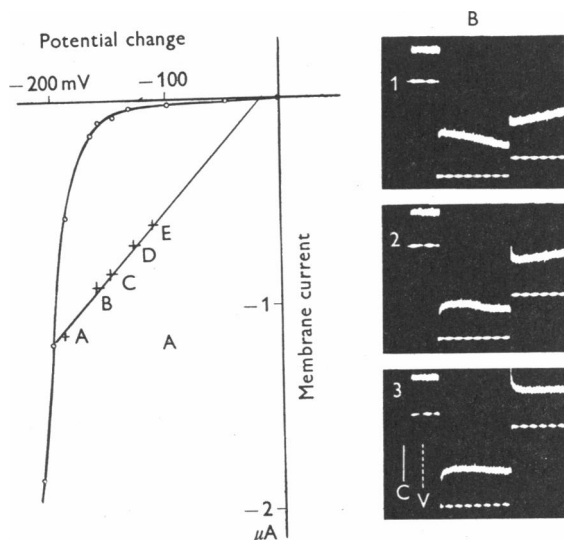 B
Potential change
−200 mV
−100
1
E
D
2
C
B
A
A
−1
Membrane current
3
C
V
−2
μA